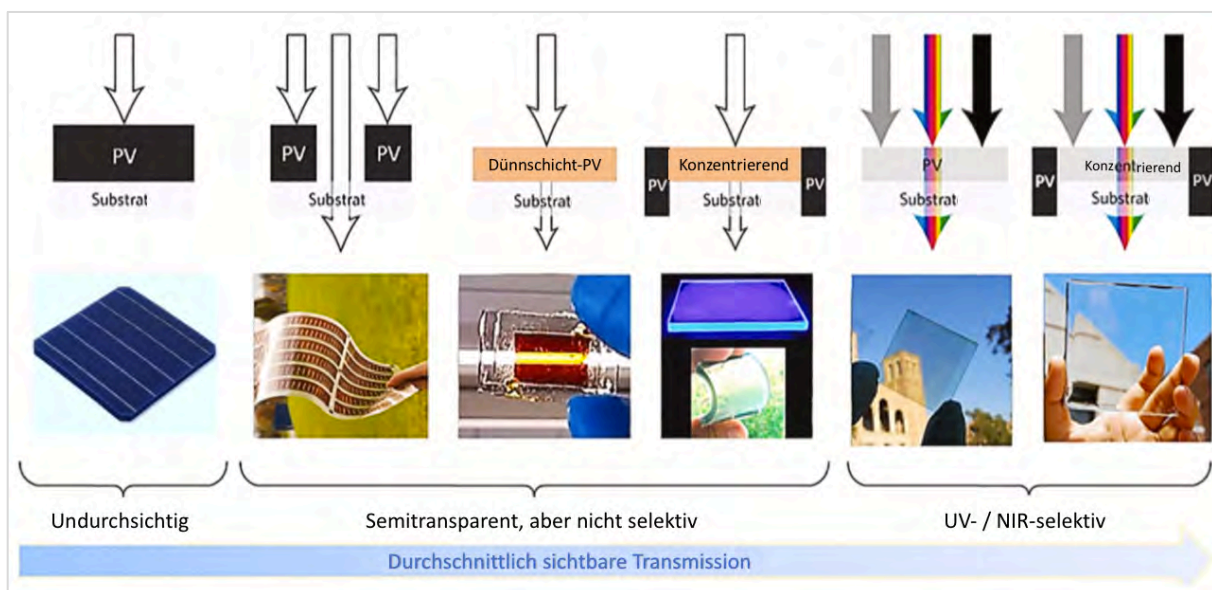 PV
Substrat
PV
PV
Substrat
Dünnschicht-PV
Substrat
PV
Konzentrierend
PV
Substrat
PV
Substrat
PV
Konzentrierend
PV
Substrat
Undurchsichtig
Semitransparent, aber nicht selektiv
UV- / NIR-selektiv
Durchschnittlich sichtbare Transmission